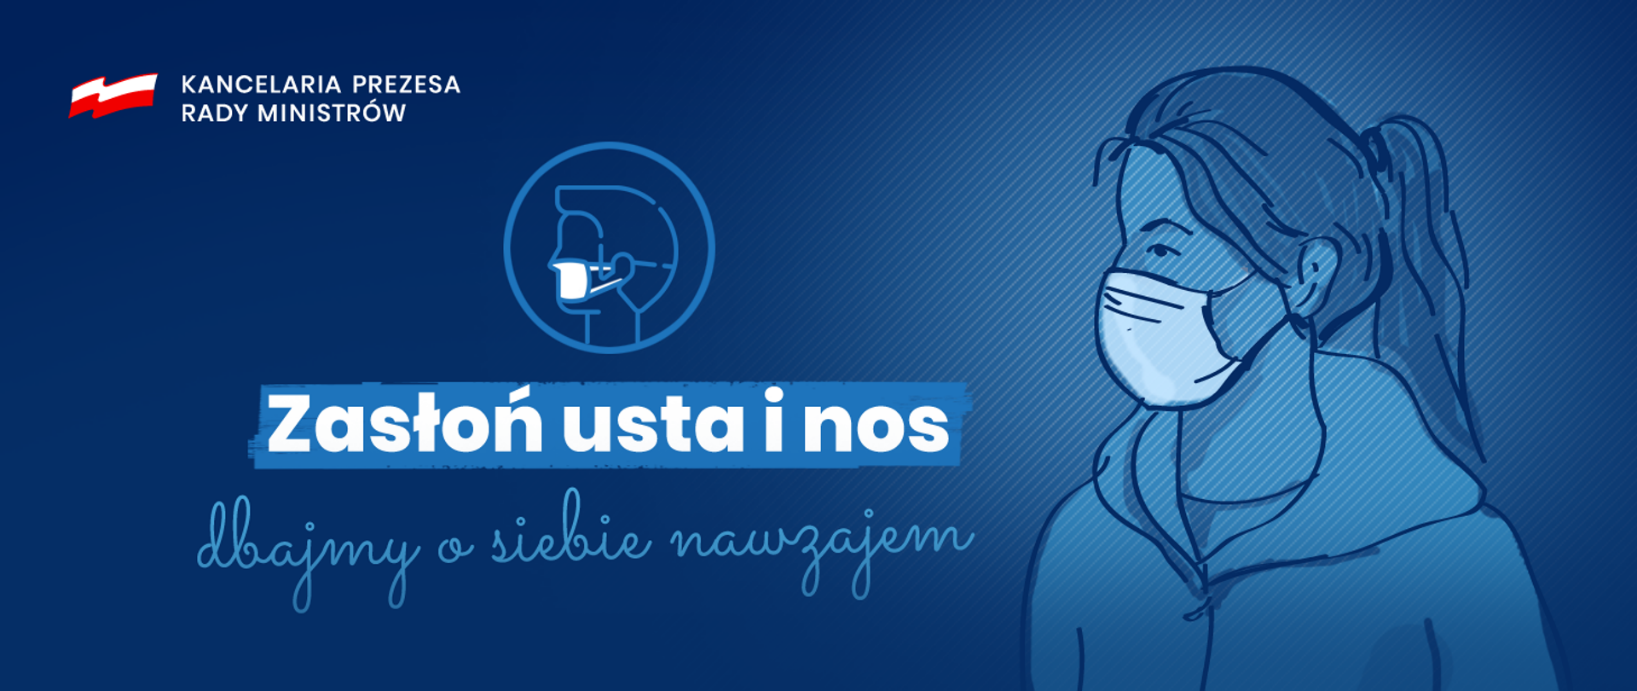 KANCELARIA PREZESA
RADY MINISTRÓW
Zasłoń usta i nos
dbajmy o siebie nawzajem